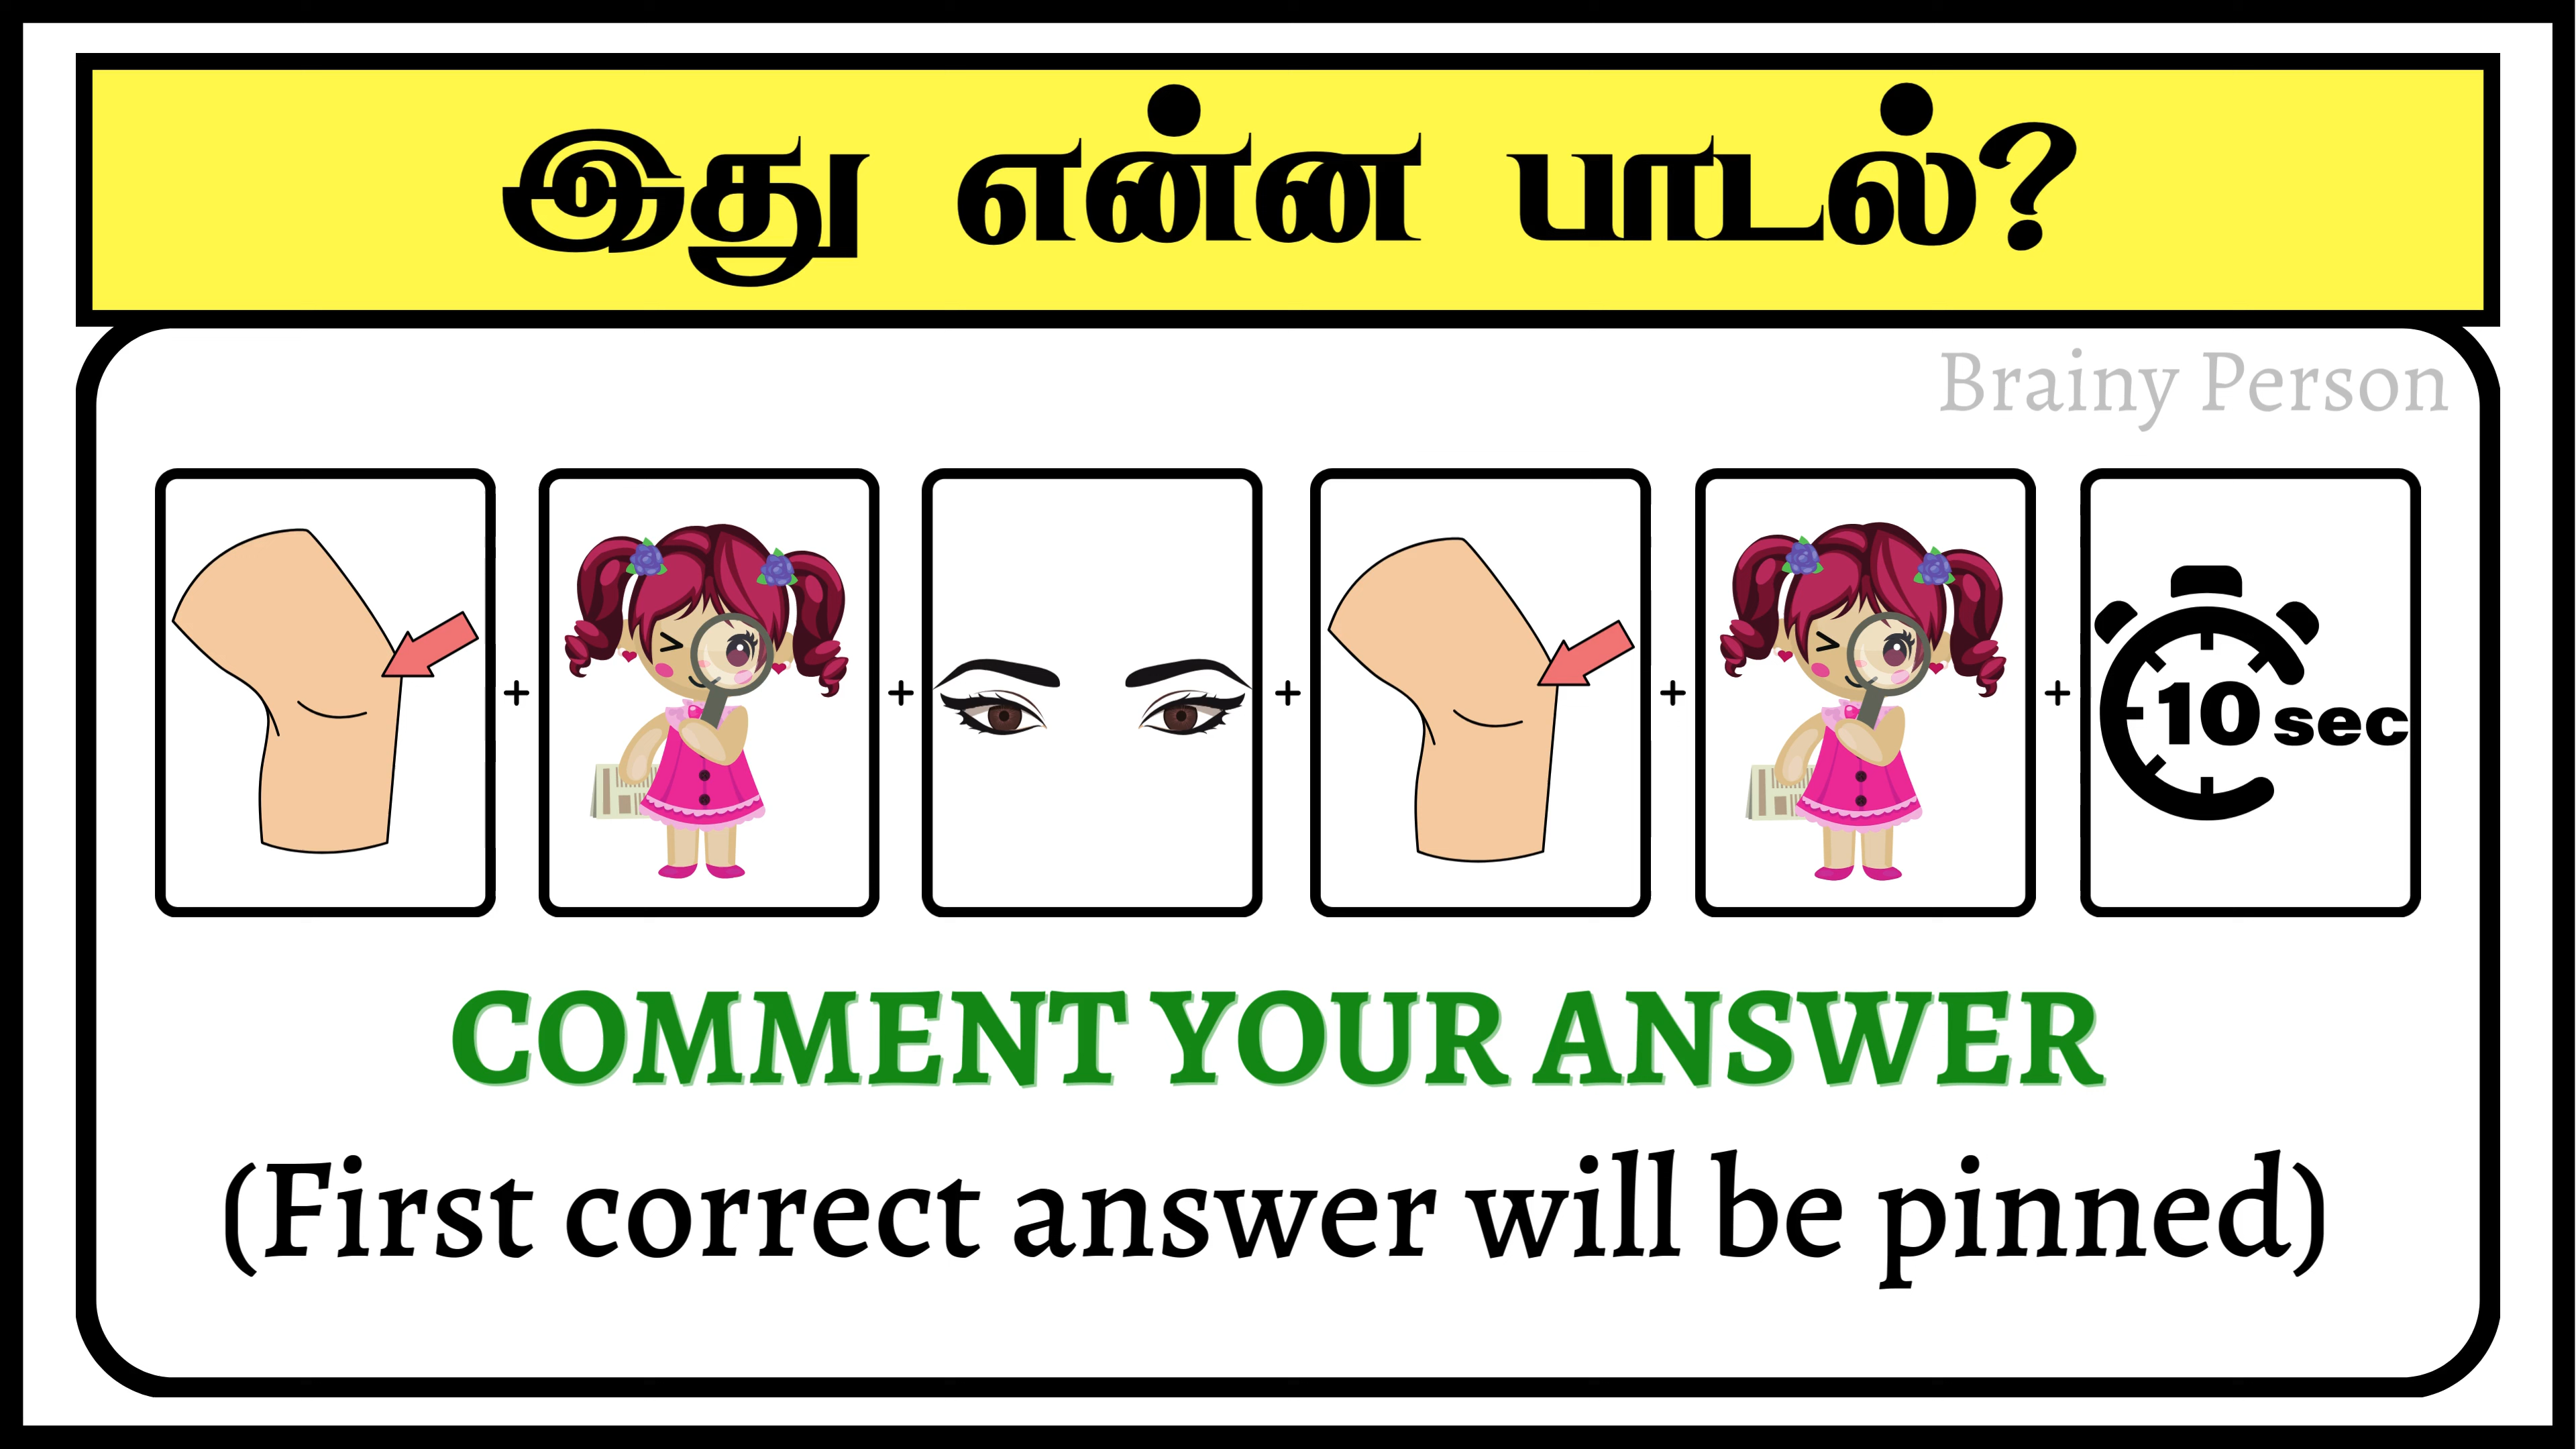 இது என்ன பாடல்?
Brainy Person
+ + + + +
10 sec
COMMENT YOUR ANSWER
(First correct answer will be pinned)